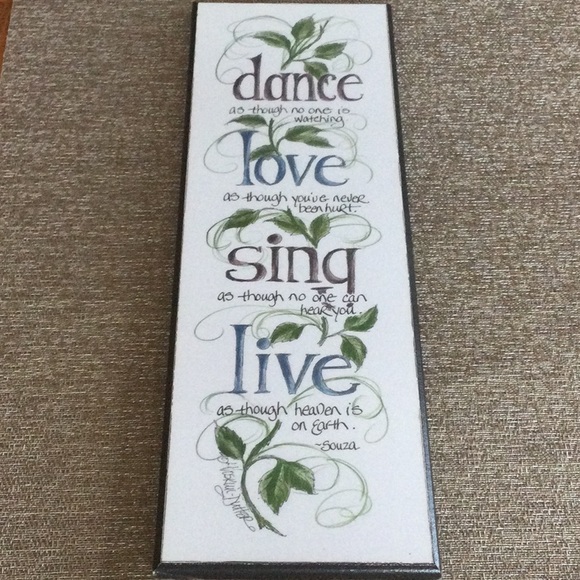 dance
as though no one is
watching
love
as though you've never
been hurt.
sing
as though no one can
hear you.
live
as though heaven is
on Earth.
~Souza